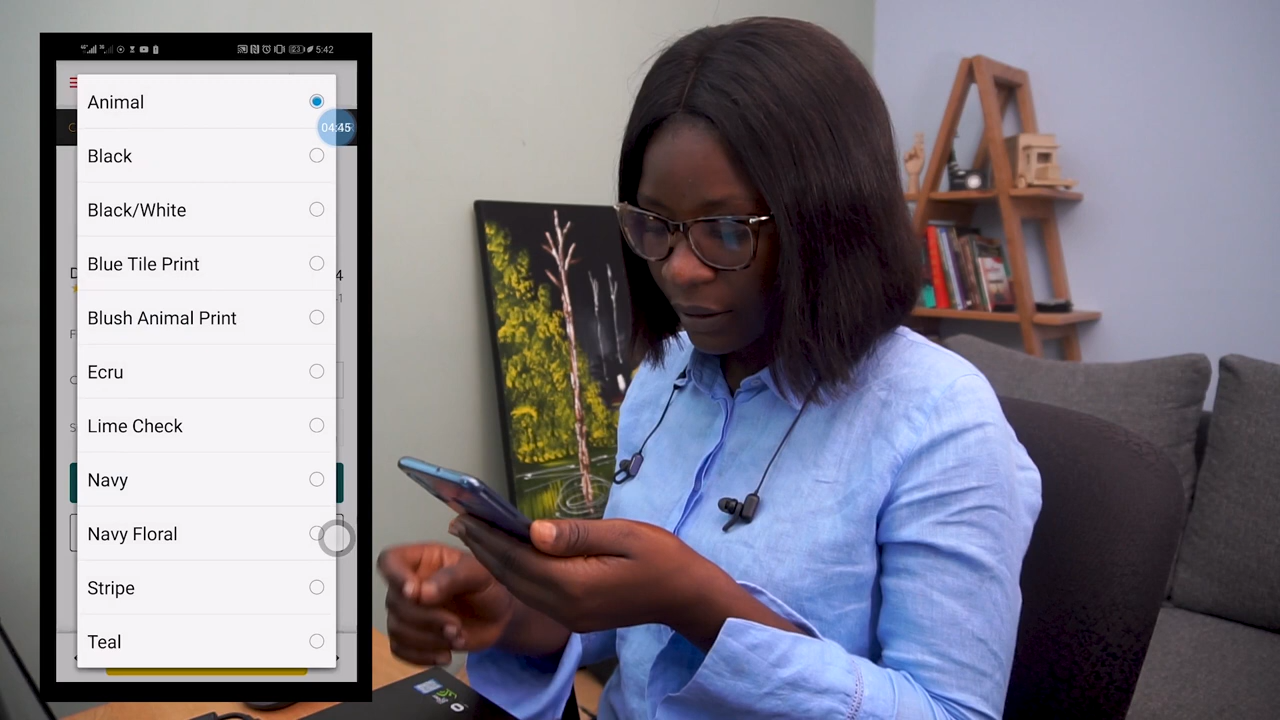 5:42
Animal
04:45
Black
Black/White
Blue Tile Print
Blush Animal Print
Ecru
Lime Check
Navy
Navy Floral
Stripe
Teal